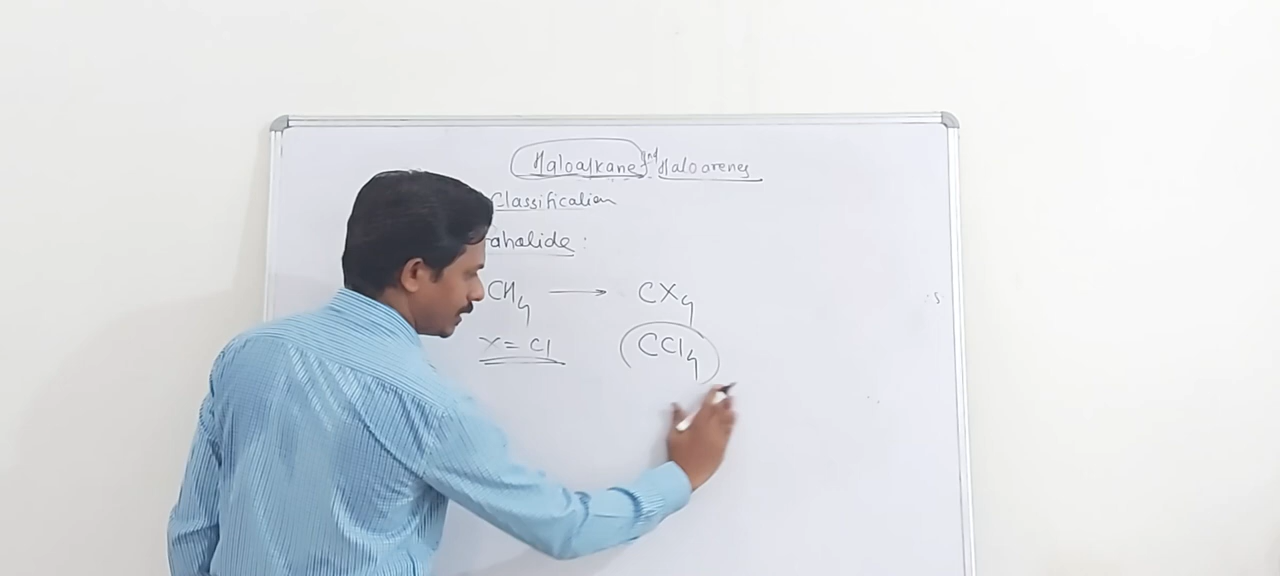 Haloalkane and Haloarenes
Classification
ahalide :
CH4 → CX4
X = Cl CCl4